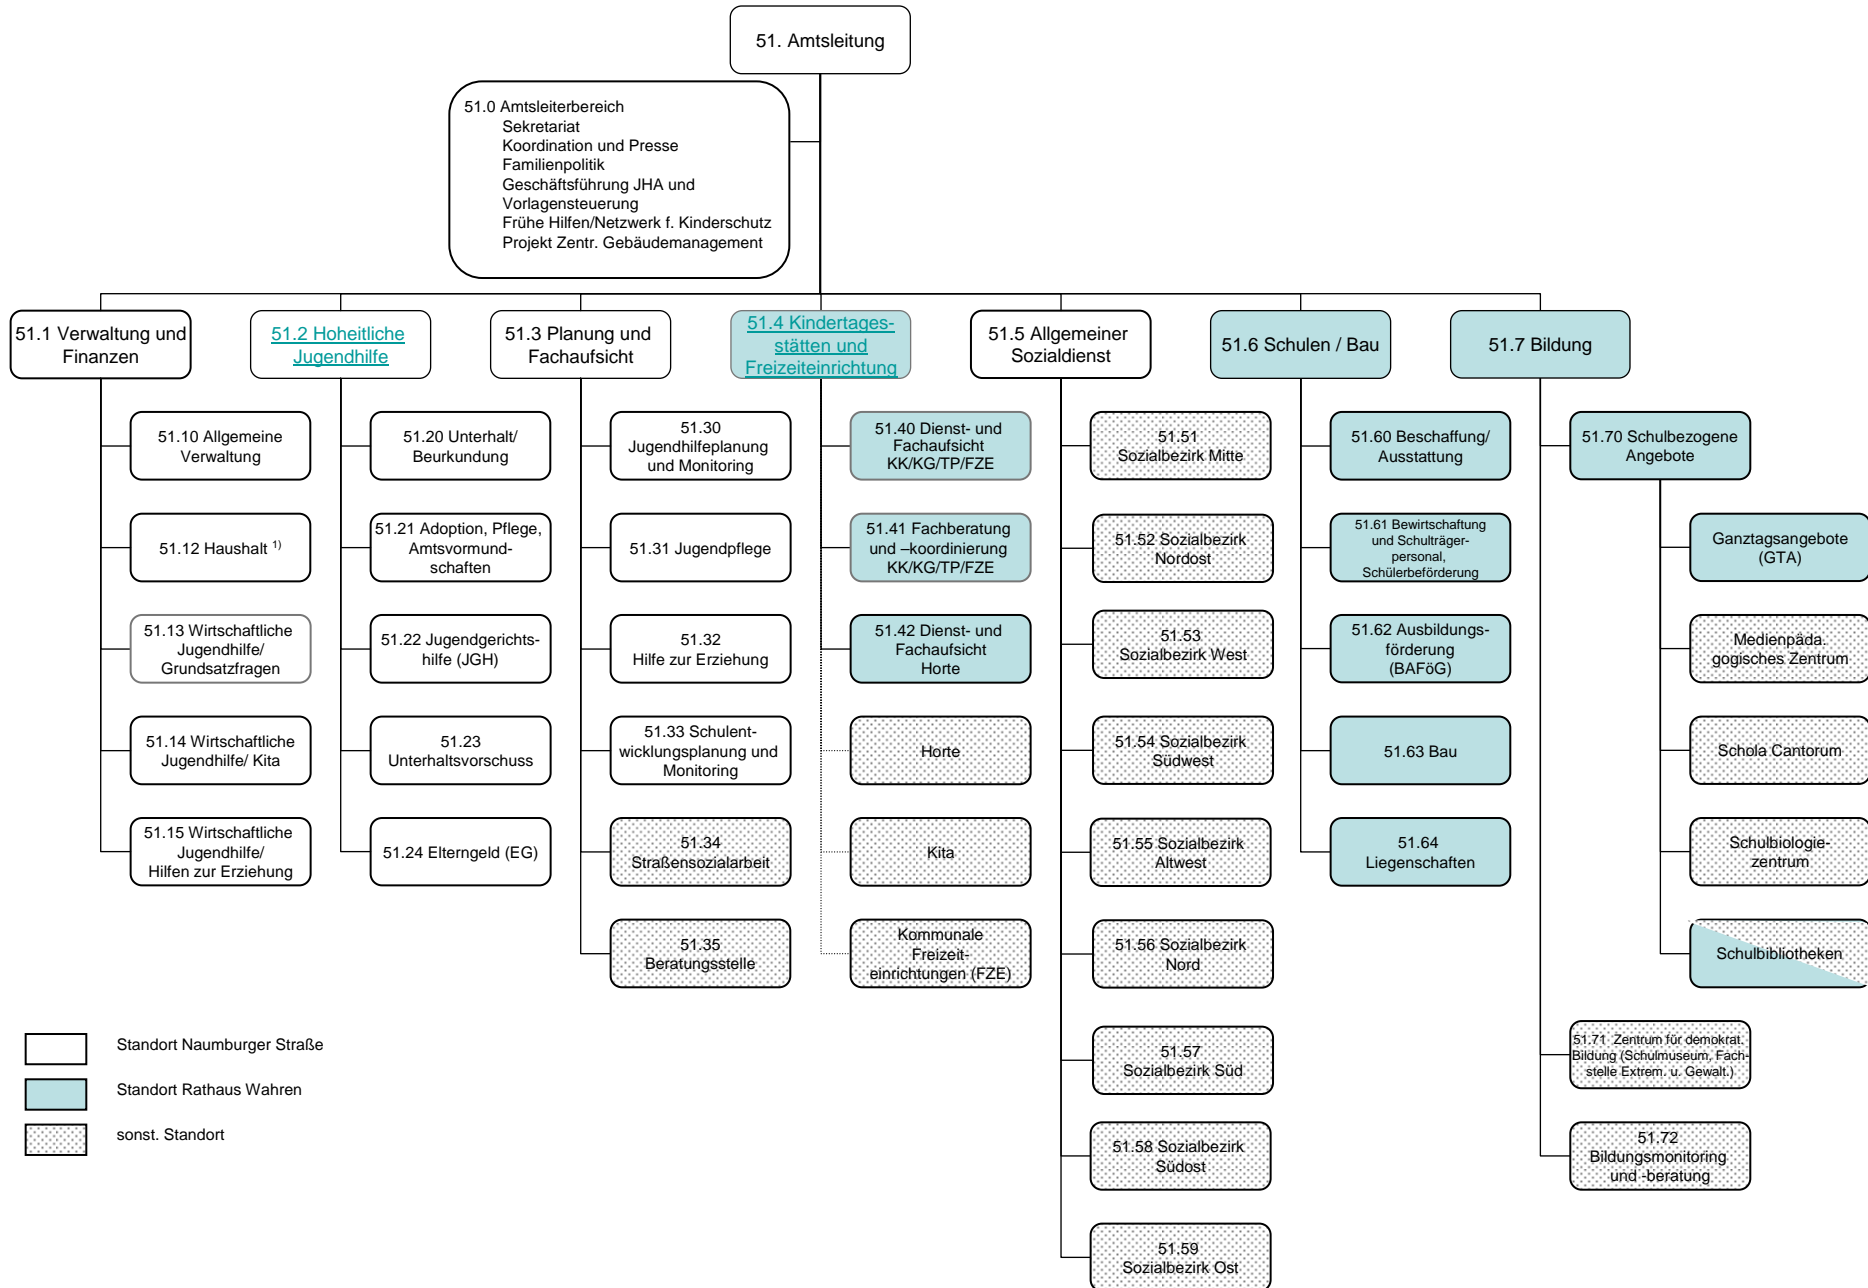 51. Amtsleitung
51.0 Amtsleiterbereich
Sekretariat
Koordination und Presse
Familienpolitik
Geschäftsführung JHA und
Vorlagensteuerung
Frühe Hilfen/Netzwerk f. Kinderschutz
Projekt Zentr. Gebäudemanagement
51.1 Verwaltung und
Finanzen
51.10 Allgemeine
Verwaltung
51.12 Haushalt 1)
51.13 Wirtschaftliche
Jugendhilfe/
Grundsatzfragen
51.14 Wirtschaftliche
Jugendhilfe/ Kita
51.15 Wirtschaftliche
Jugendhilfe/
Hilfen zur Erziehung
51.2 Hoheitliche
Jugendhilfe
51.20 Unterhalt/
Beurkundung
51.21 Adoption, Pflege,
Amtsvormund-
schaften
51.22 Jugendgerichts-
hilfe (JGH)
51.23
Unterhaltsvorschuss
51.24 Elterngeld (EG)
51.3 Planung und
Fachaufsicht
51.30
Jugendhilfeplanung
und Monitoring
51.31 Jugendpflege
51.32
Hilfe zur Erziehung
51.33 Schulent-
wicklungsplanung und
Monitoring
51.34
Straßensozialarbeit
51.35
Beratungsstelle
51.4 Kindertages-
stätten und
Freizeiteinrichtung
51.40 Dienst- und
Fachaufsicht
KK/KG/TP/FZE
51.41 Fachberatung
und –koordinierung
KK/KG/TP/FZE
51.42 Dienst- und
Fachaufsicht
Horte
Horte
Kita
Kommunale
Freizeit-
einrichtungen (FZE)
51.5 Allgemeiner
Sozialdienst
51.51
Sozialbezirk Mitte
51.52 Sozialbezirk
Nordost
51.53
Sozialbezirk West
51.54 Sozialbezirk
Südwest
51.55 Sozialbezirk
Altwest
51.56 Sozialbezirk
Nord
51.57
Sozialbezirk Süd
51.58 Sozialbezirk
Südost
51.59
Sozialbezirk Ost
51.6 Schulen / Bau
51.60 Beschaffung/
Ausstattung
51.61 Bewirtschaftung
und Schulträger-
personal,
Schülerbeförderung
51.62 Ausbildungs-
förderung
(BAFöG)
51.63 Bau
51.64
Liegenschaften
51.7 Bildung
51.70 Schulbezogene
Angebote
Ganztagsangebote
(GTA)
Medienpäda.
gogisches Zentrum
Schola Cantorum
Schulbiologie-
zentrum
Schulbibliotheken
51.71 Zentrum für demokrat.
Bildung (Schulmuseum, Fach-
stelle Extrem. u. Gewalt.)
51.72
Bildungsmonitoring
und -beratung
Standort Naumburger Straße
Standort Rathaus Wahren
sonst. Standort